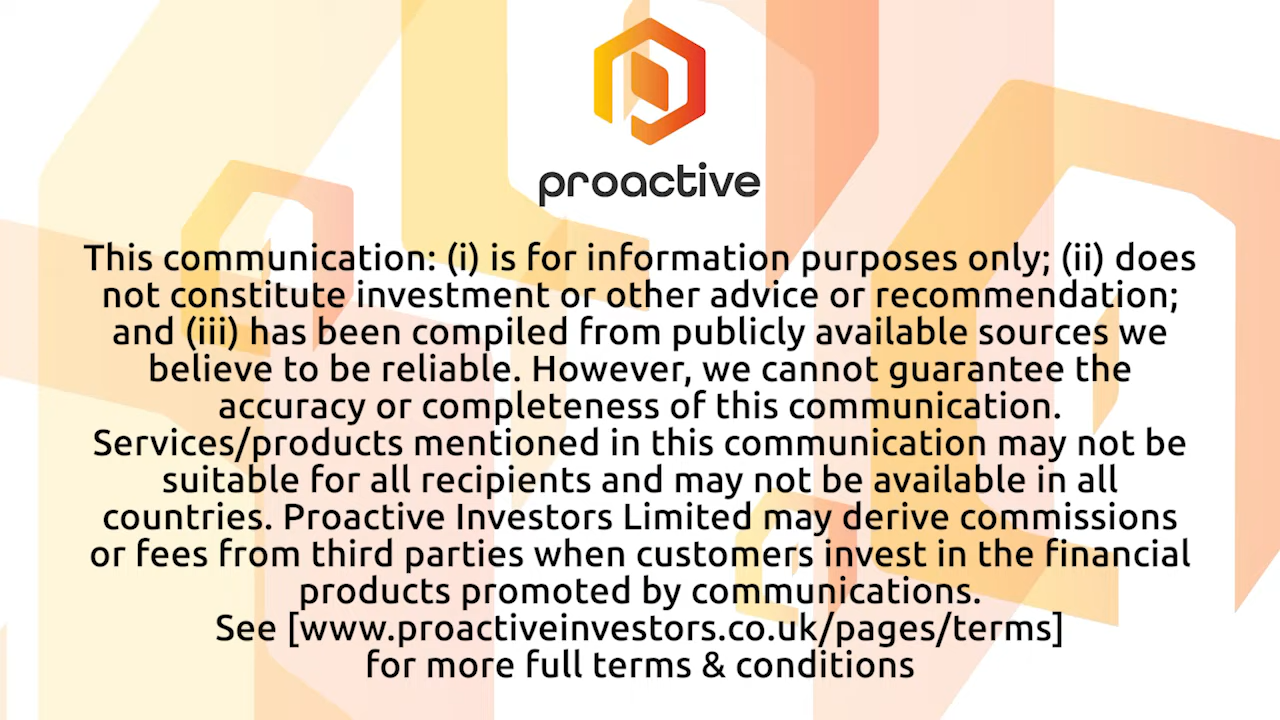 proactive
This communication: (i) is for information purposes only; (ii) does
not constitute investment or other advice or recommendation;
and (iii) has been compiled from publicly available sources we
believe to be reliable. However, we cannot guarantee the
accuracy or completeness of this communication.
Services/products mentioned in this communication may not be
suitable for all recipients and may not be available in all
countries. Proactive Investors Limited may derive commissions
or fees from third parties when customers invest in the financial
products promoted by communications.
See [www.proactiveinvestors.co.uk/pages/terms]
for more full terms & conditions